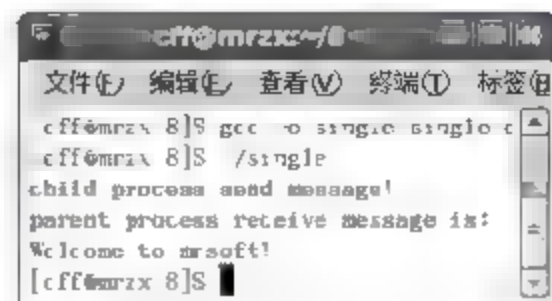 cff@mrzx:~/8
文件(F) 编辑(E) 查看(V) 终端(T) 标签(B)
cff@mrzx 8]$ gcc -o single single c
cff@mrzx 8]$ /single
child process send message!
parent process receive message is:
Welcome to mrsoft!
[cff@mrzx 8]$